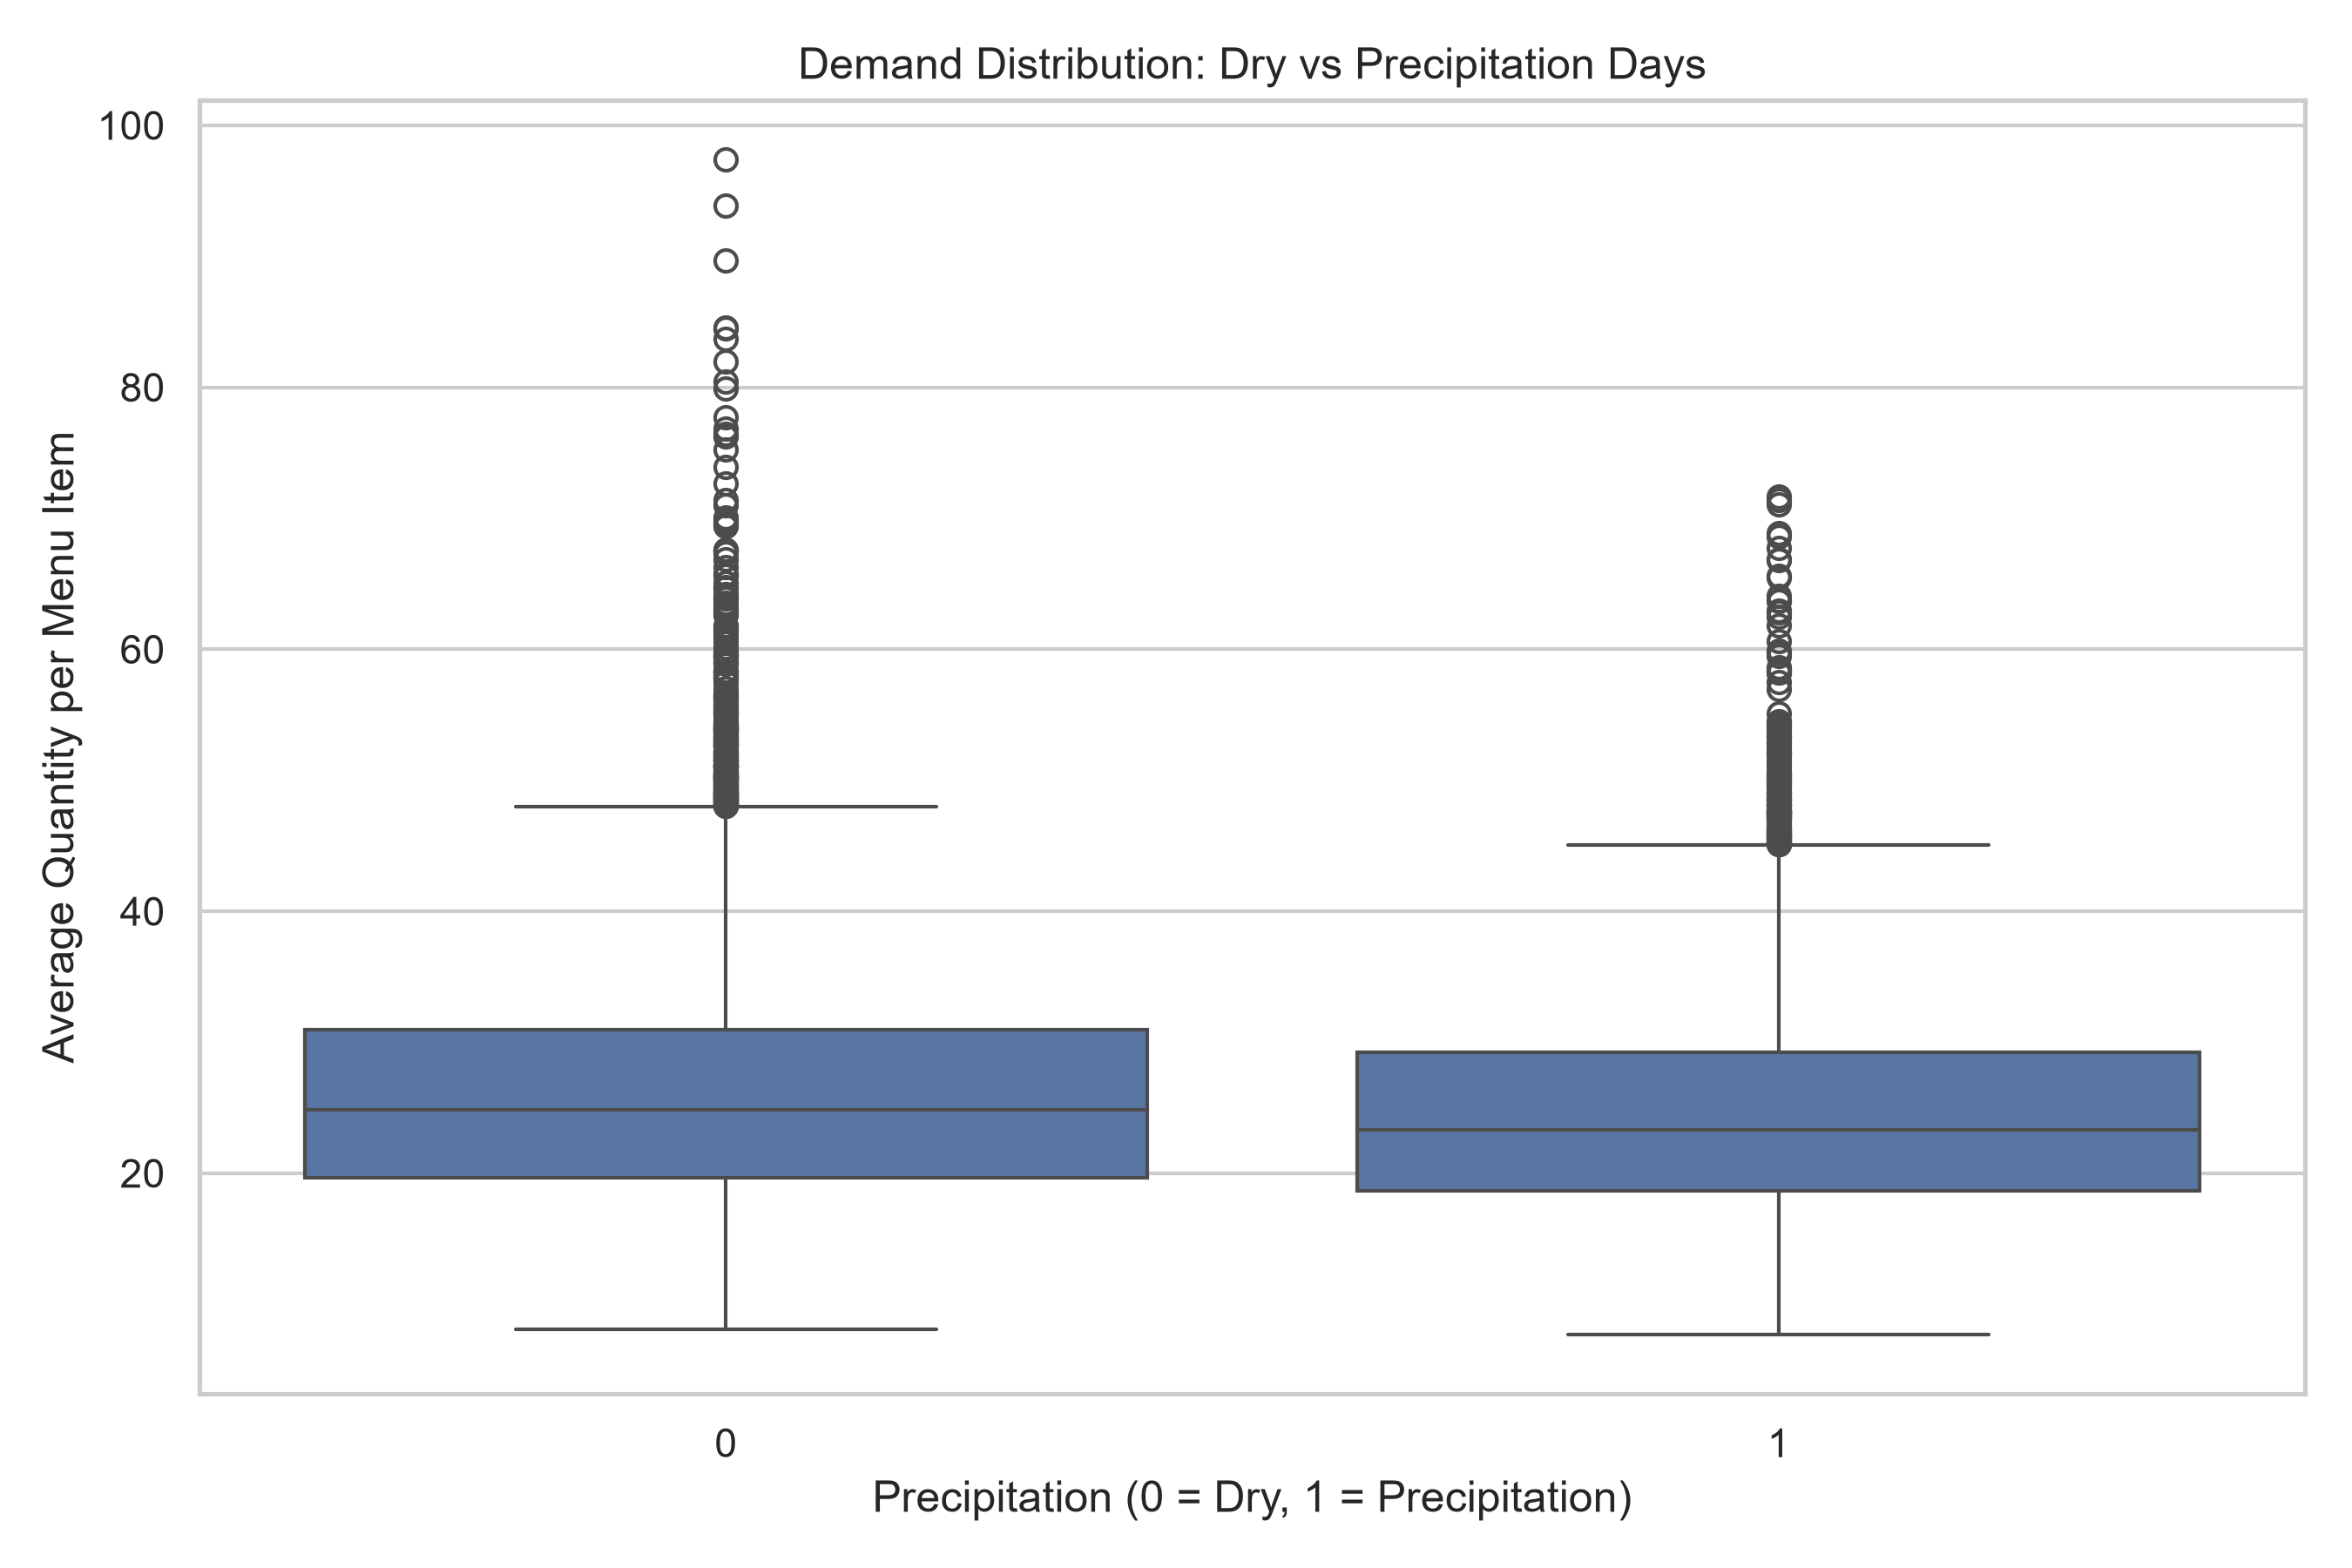 Demand Distribution: Dry vs Precipitation Days
100
80
60
40
20
Average Quantity per Menu Item
0
1
Precipitation (0 = Dry, 1 = Precipitation)